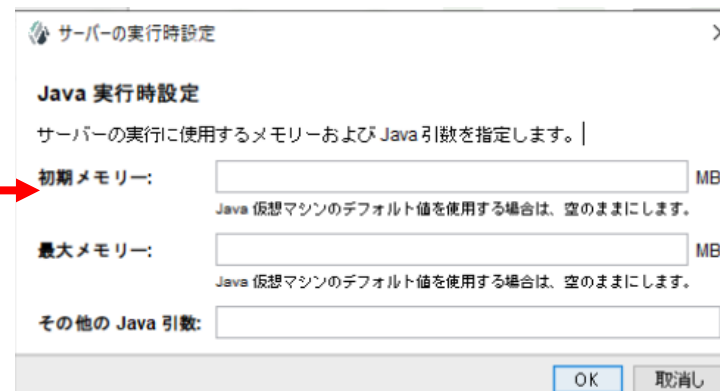 サーバーの実行時設定
Java 実行時設定
サーバーの実行に使用するメモリーおよび Java 引数を指定します。
初期メモリー: MB
Java 仮想マシンのデフォルト値を使用する場合は、空のままにします。
最大メモリー: MB
Java 仮想マシンのデフォルト値を使用する場合は、空のままにします。
その他の Java 引数:
OK 取消し